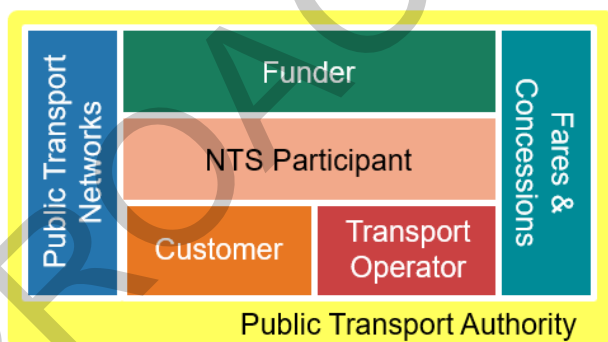 Public Transport
Networks
Funder
NTS Participant
Customer
Transport
Operator
Fares &
Concessions
Public Transport Authority